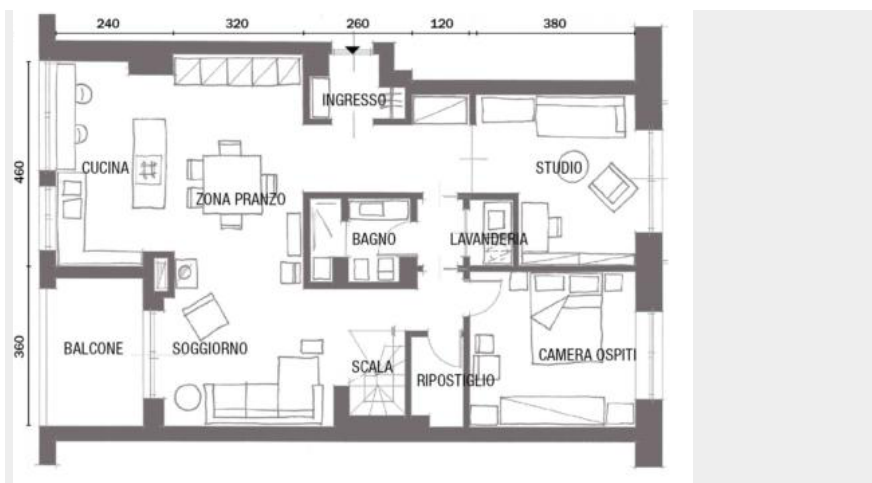 240 320 260 120 380
INGRESSO
460
CUCINA
STUDIO
ZONA PRANZO
BAGNO
LAVANDERIA
360
BALCONE
SOGGIORNO
CAMERA OSPITI
SCALA
RIPOSTIGLIO